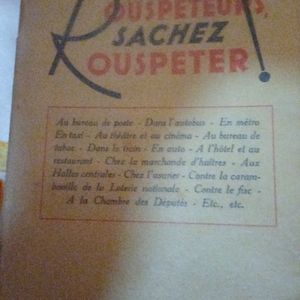 ROUSPETEURS,
SACHEZ
ROUSPETER!
Au bureau de poste - Dans l'autobus - En métro
En taxi - Au théâtre et au cinéma - Au bureau de
tabac - Dans le train - En auto - A l'hôtel et au
restaurant - Chez la marchande d'huîtres - Aux
Halles centrales - Chez l'usurier - Contre la caram-
bouille de la Loterie nationale - Contre le fisc -
A la Chambre des Députés - Etc., etc.